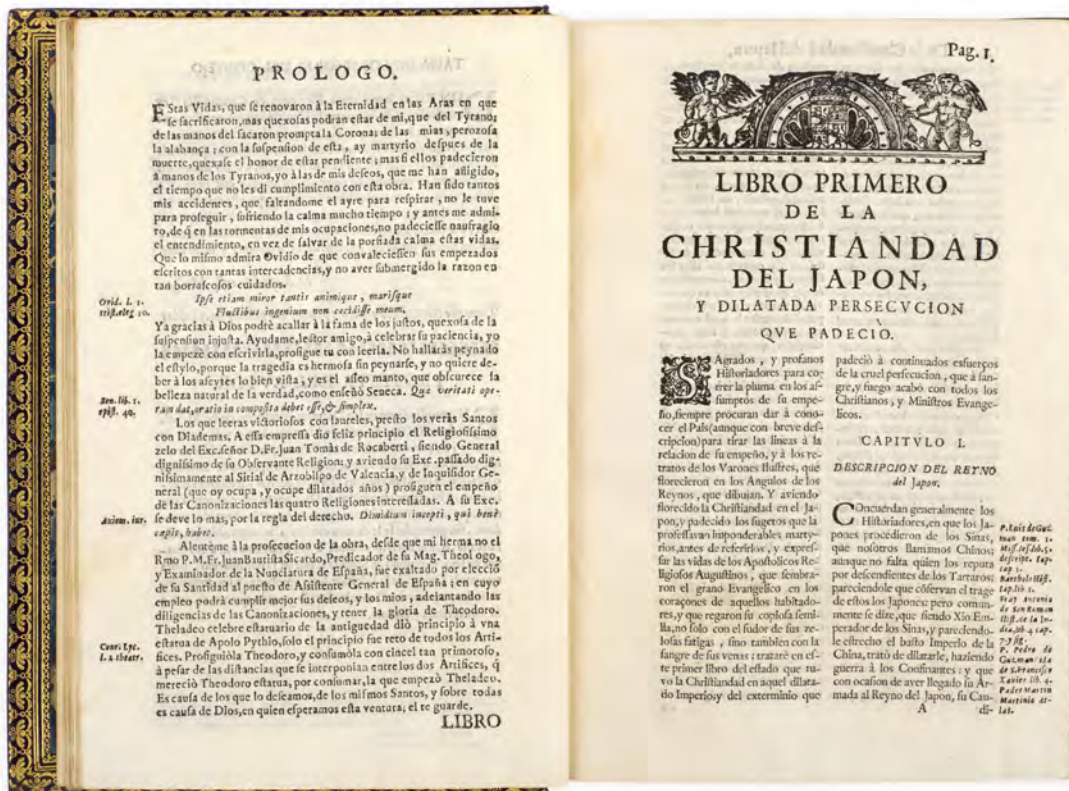 PROLOGO.
EStas Vidas, que se renovaron à la Eternidad en las Aras en que
se sacrificaron, mas quexosas podran estar de mi, que del Tyrano;
de las manos del sacaron prompta la Corona; de las mias, perezosa
la alabança; con la suspension de esta, ay martyrio despues de la
muerte, quexase el honor de estar pendiente; mas si ellos padecieron
à manos de los Tyranos, yo à las de mis deseos, que me han afligido,
el tiempo que no les dì cumplimiento con esta obra. Han sido tantos
mis accidentes, que faltandome el ayre para respirar, no le tuve
para proseguir, sufriendo la calma mucho tiempo; y antes me admi-
ro, de q̃ en las tormentas de mis ocupaciones, no padeciesse naufragio
el entendimiento, en vez de salvar de la porfiada calma estas vidas.
Que lo mismo admira Ovidio de que convaleciessen sus empezados
escritos con tantas intercadencias, y no aver submergido la razon en
tan borrascosos cuidados.
Ovid. l. 1.
trist. eleg 10.
Ipse etiam miror tantis animique, marisque
Fluctibus ingenium non cecidisse meum.
Ya gracias à Dios podrè acallar à la fama de los justos, quexosa de la
suspension injusta. Ayudame, lector amigo, à celebrar su paciencia, yo
la empezè con escrivirla, prosigue tu con leerla. No hallaràs peynado
el estylo, porque la tragedia es hermosa sin peynarse, y no quiere de-
ber à los afeytes lo bien vista, y es el asseo manto, que obscurece la
belleza natural de la verdad, como enseñò Seneca. Que veritati ope-
ram dat, oratio in composita debet esse, & simplex.
Sen. lib. 1.
epist. 40.
Los que leeras victoriosos con laureles, presto los veràs Santos
con Diademas. A essa empressa dio feliz principio el Religiosissimo
zelo del Exc. señor D. Fr. Juan Tomàs de Rocaberti, siendo General
dignissimo de su Observante Religion; y aviendo su Exc. passado dig-
nissimamente al Sitial de Arzobispo de Valencia, y de Inquisidor Ge-
neral (que oy ocupa, y ocupe dilatados años) prosiguen el empeño
de las Canonizaciones las quatro Religiones interessadas. A su Exc.
se deve lo mas, por la regla del derecho. Dimidium incepti, qui benè
capit, habet.
Axiom. iur.
Alentòme à la prosecucion de la obra, desde que mi hermano el
Rmo P. M. Fr. Juan Bautista Sicardo, Predicador de su Mag. Theologo,
y Examinador de la Nunciatura de España, fue exaltado por eleccio
de su Santidad al puesto de Assistente General de España; en cuyo
empleo podrà cumplir mejor sus deseos, y los mios, adelantando las
diligencias de las Canonizaciones, y tener la gloria de Theodoro.
Theladeo celebre estatuario de la antiguedad diò principio à vna
estatua de Apolo Pythio, solo el principio fue reto de todos los Arti-
fices. Prosiguiòla Theodoro, y consumòla con cincel tan primoroso,
à pesar de las distancias que se interponian entre los dos Artifices, q̃
mereciò Theodoro estatua, por consumar, la que empezò Theladeo.
Es causa de los que lo deseamos, de los mismos Santos, y sobre todas
es causa de Dios, en quien esperamos esta ventura, el te guarde.
LIBRO
Pag. 1.
LIBRO PRIMERO
DE LA
CHRISTIANDAD
DEL JAPON,
Y DILATADA PERSECVCION
QVE PADECIÒ.
SAgrados, y profanos
Historiadores para co-
rrer la pluma en los as-
sumptos de su empe-
ño, siempre procuran dar à cono-
cer el Pais (aunque con breve des-
cripcion) para tirar las lineas à la
relacion de su empeño, y à los re-
tratos de los Varones Ilustres, que
florecieron en los Angulos de los
Reynos, que dibujan. Y aviendo
florecido la Christiandad en el Ja-
pon, y padecido los sugetos que la
professavan imponderables marty-
rios, antes de referirlos, y expres-
sar las vidas de los Apostolicos Re-
ligiosos Augustinos, que sembra-
ron el grano Evangelico en los
coraçones de aquellos habitado-
res, y que regaron su copiosa semi-
lla, no solo con el sudor de sus ze-
losas fatigas, sino tambien con la
sangre de sus venas; tratarè en es-
te primer libro del estado que tu-
vo la Christiandad en aquel dilata-
do Imperio; y del exterminio que
padeciò à continuados esfuerços
de la cruel persecucion, que à san-
gre, y fuego acabò con todos los
Christianos, y Ministros Evange-
licos.
CAPITVLO I.
DESCRIPCION DEL REYNO
del Japon.
COncuerdan generalmente los
Historiadores, en que los Ja-
pones procedieron de los Sinas,
que nosotros llamamos Chinos;
aunque no falta quien los reputa
por descendientes de los Tartaros;
pareciendole cõservan el trage
de estos los Japones: pero comun-
mente se dize, que siendo Xio Em-
perador de los Sinas, y pareciendo-
le estrecho el basto Imperio de la
China, tratò de dilatarle, haziendo
guerra à los Confinantes: y que
con ocasion de aver llegado su Ar-
mada al Reyno del Japon, su Cau-
A
di-
P. Luis de Guz-
man tom. 1.
cap 1.
Fray Antonio
de San Roman
Hist. de la In-
P. Pedro de
Xavier lib. 4.
Padre Martin